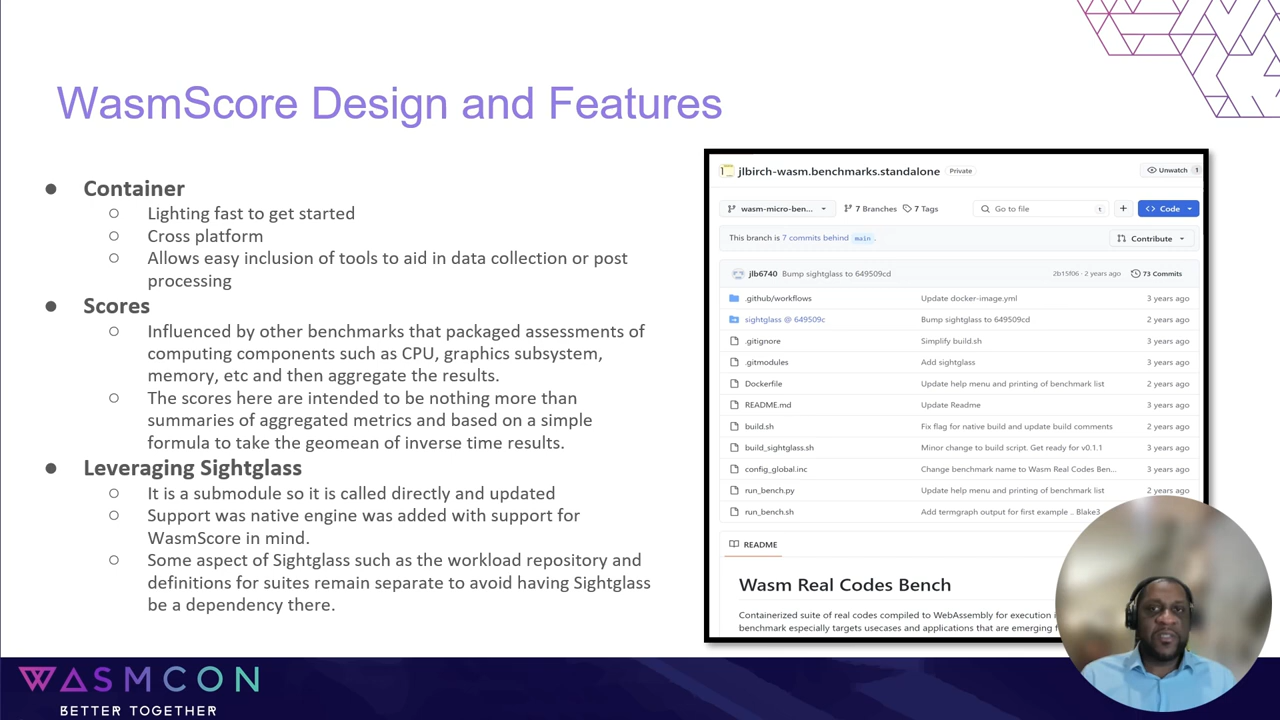 WasmScore Design and Features
● Container
○ Lighting fast to get started
○ Cross platform
○ Allows easy inclusion of tools to aid in data collection or post
processing
● Scores
○ Influenced by other benchmarks that packaged assessments of
computing components such as CPU, graphics subsystem,
memory, etc and then aggregate the results.
○ The scores here are intended to be nothing more than
summaries of aggregated metrics and based on a simple
formula to take the geomean of inverse time results.
● Leveraging Sightglass
○ It is a submodule so it is called directly and updated
○ Support was native engine was added with support for
WasmScore in mind.
○ Some aspect of Sightglass such as the workload repository and
definitions for suites remain separate to avoid having Sightglass
be a dependency there.
jlbirch-wasm.benchmarks.standalone Private Unwatch 1
wasm-micro-ben... 7 Branches 7 Tags Go to file t + Code
This branch is 7 commits behind main . Contribute
jlb6740 Bump sightglass to 649509cd 2b15f06 · 2 years ago 73 Commits
.github/workflows Update docker-image.yml 3 years ago
sightglass @ 649509c Bump sightglass to 649509cd 2 years ago
.gitignore Simplify build.sh 3 years ago
.gitmodules Add sightglass 3 years ago
Dockerfile Update help menu and printing of benchmark list 2 years ago
README.md Update Readme 3 years ago
build.sh Fix flag for native build and update build comments 2 years ago
build_sightglass.sh Minor change to build script. Get ready for v0.1.1 3 years ago
config_global.inc Change benchmark name to Wasm Real Codes Ben... 3 years ago
run_bench.py Update help menu and printing of benchmark list 2 years ago
run_bench.sh Add termgraph output for first example .. Blake3
README
Wasm Real Codes Bench
Containerized suite of real codes compiled to WebAssembly for execution
benchmark especially targets usecases and applications that are emerging
WASMCON
BETTER TOGETHER